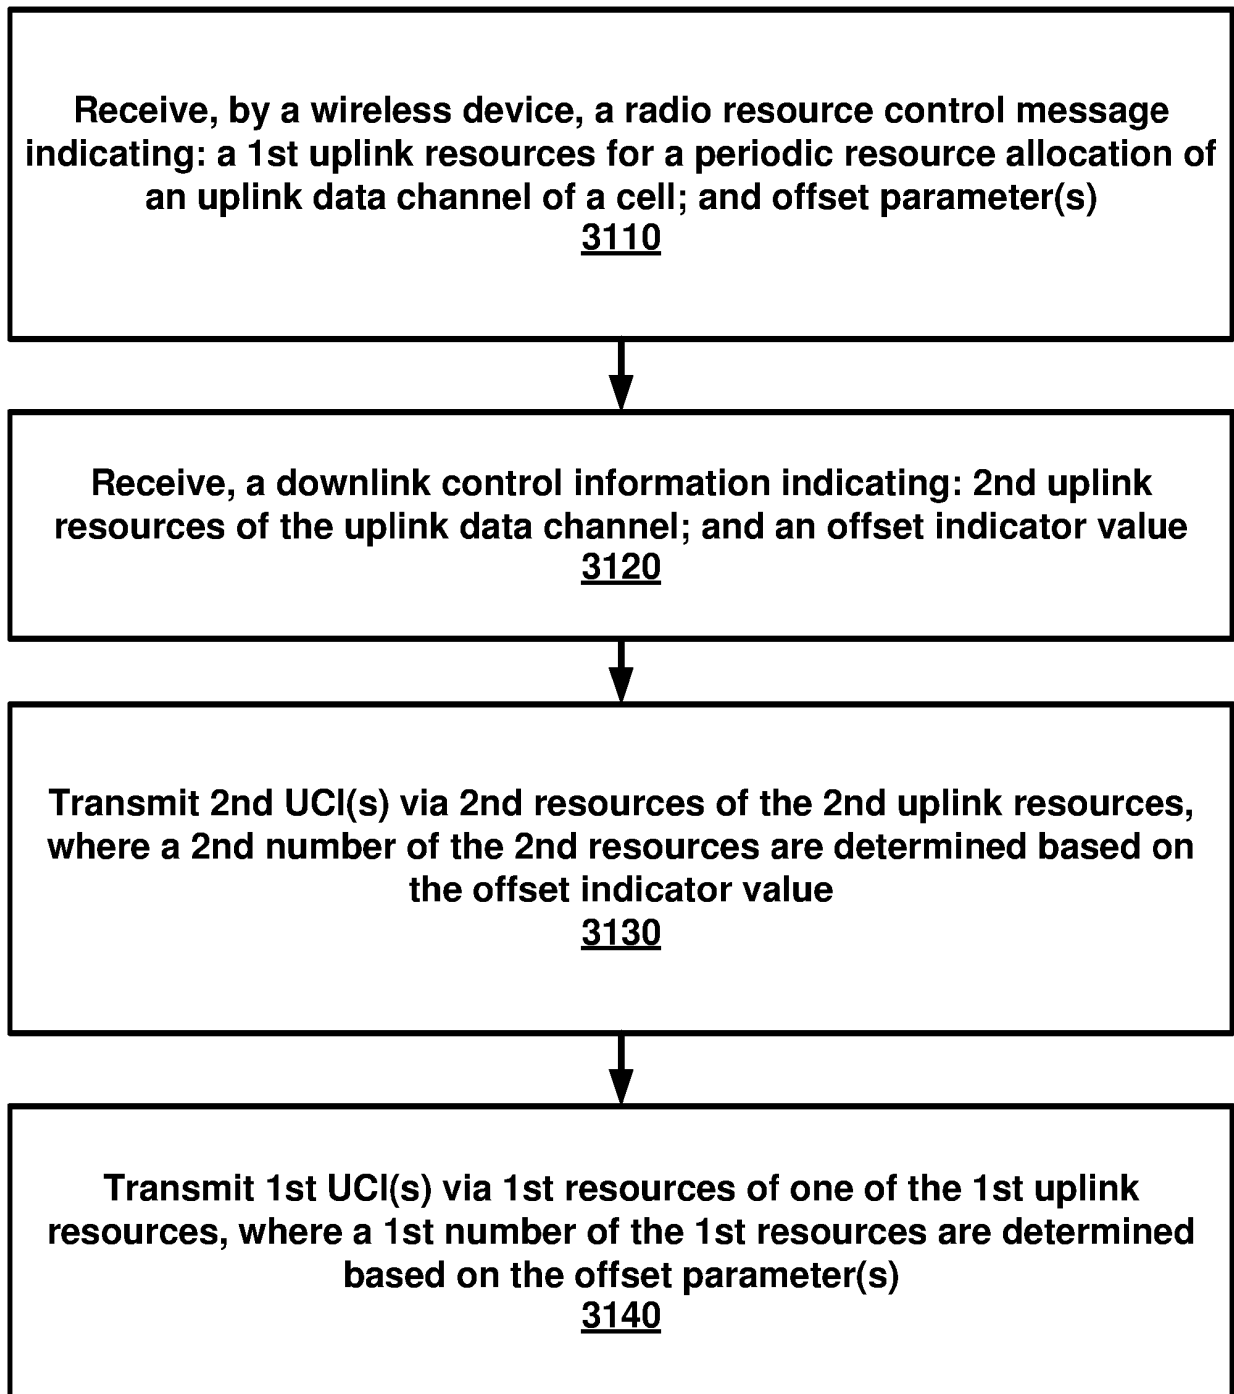 Receive, by a wireless device, a radio resource control message
indicating: a 1st uplink resources for a periodic resource allocation of
an uplink data channel of a cell; and offset parameter(s)
3110
Receive, a downlink control information indicating: 2nd uplink
resources of the uplink data channel; and an offset indicator value
3120
Transmit 2nd UCI(s) via 2nd resources of the 2nd uplink resources,
where a 2nd number of the 2nd resources are determined based on
the offset indicator value
3130
Transmit 1st UCI(s) via 1st resources of one of the 1st uplink
resources, where a 1st number of the 1st resources are determined
based on the offset parameter(s)
3140